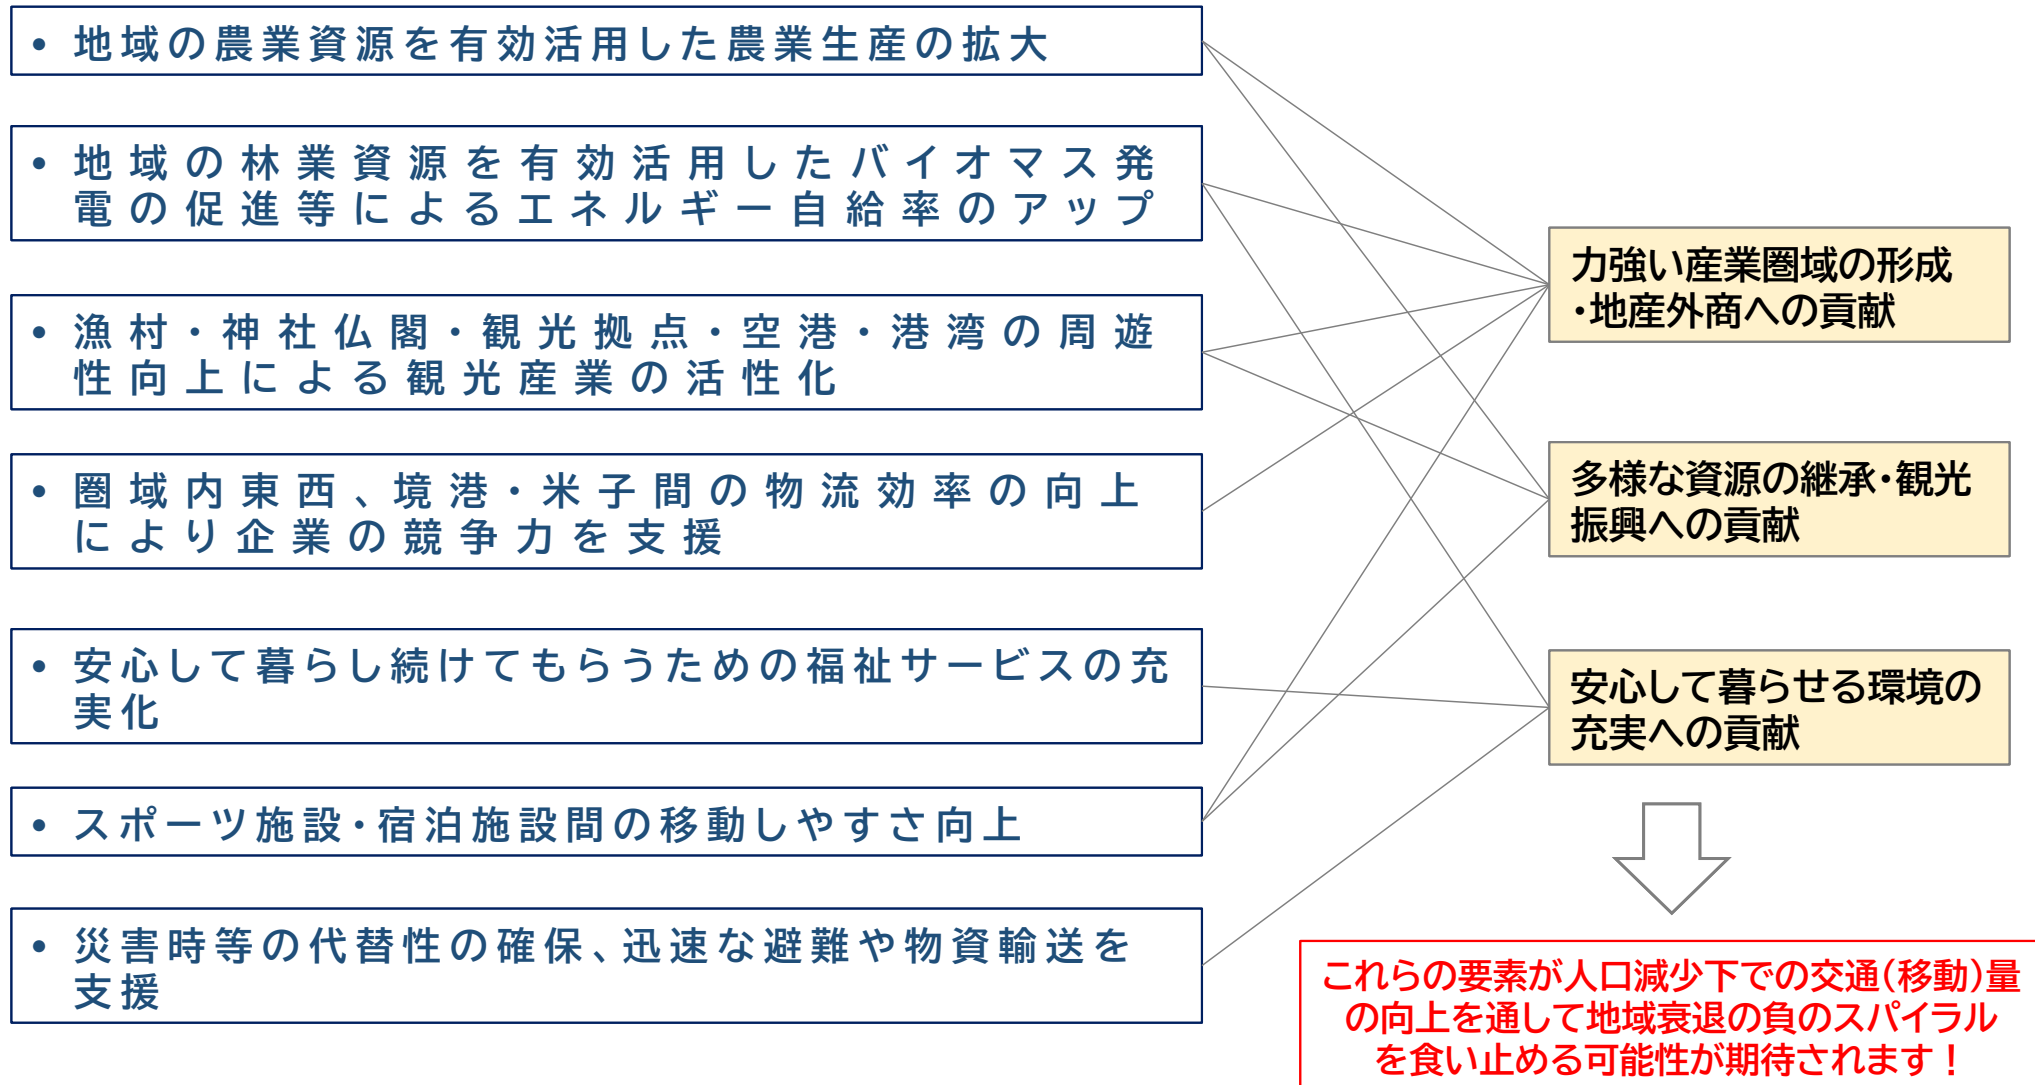 • 地域の農業資源を有効活用した農業生産の拡大
• 地域の林業資源を有効活用したバイオマス発
電の促進等によるエネルギー自給率のアップ
• 漁村・神社仏閣・観光拠点・空港・港湾の周遊
性向上による観光産業の活性化
• 圏域内東西、境港・米子間の物流効率の向上
により企業の競争力を支援
• 安心して暮らし続けてもらうための福祉サービスの充
実化
• スポーツ施設・宿泊施設間の移動しやすさ向上
• 災害時等の代替性の確保、迅速な避難や物資輸送を
支援
力強い産業圏域の形成
・地産外商への貢献
多様な資源の継承・観光
振興への貢献
安心して暮らせる環境の
充実への貢献
これらの要素が人口減少下での交通（移動）量
の向上を通して地域衰退の負のスパイラル
を食い止める可能性が期待されます！